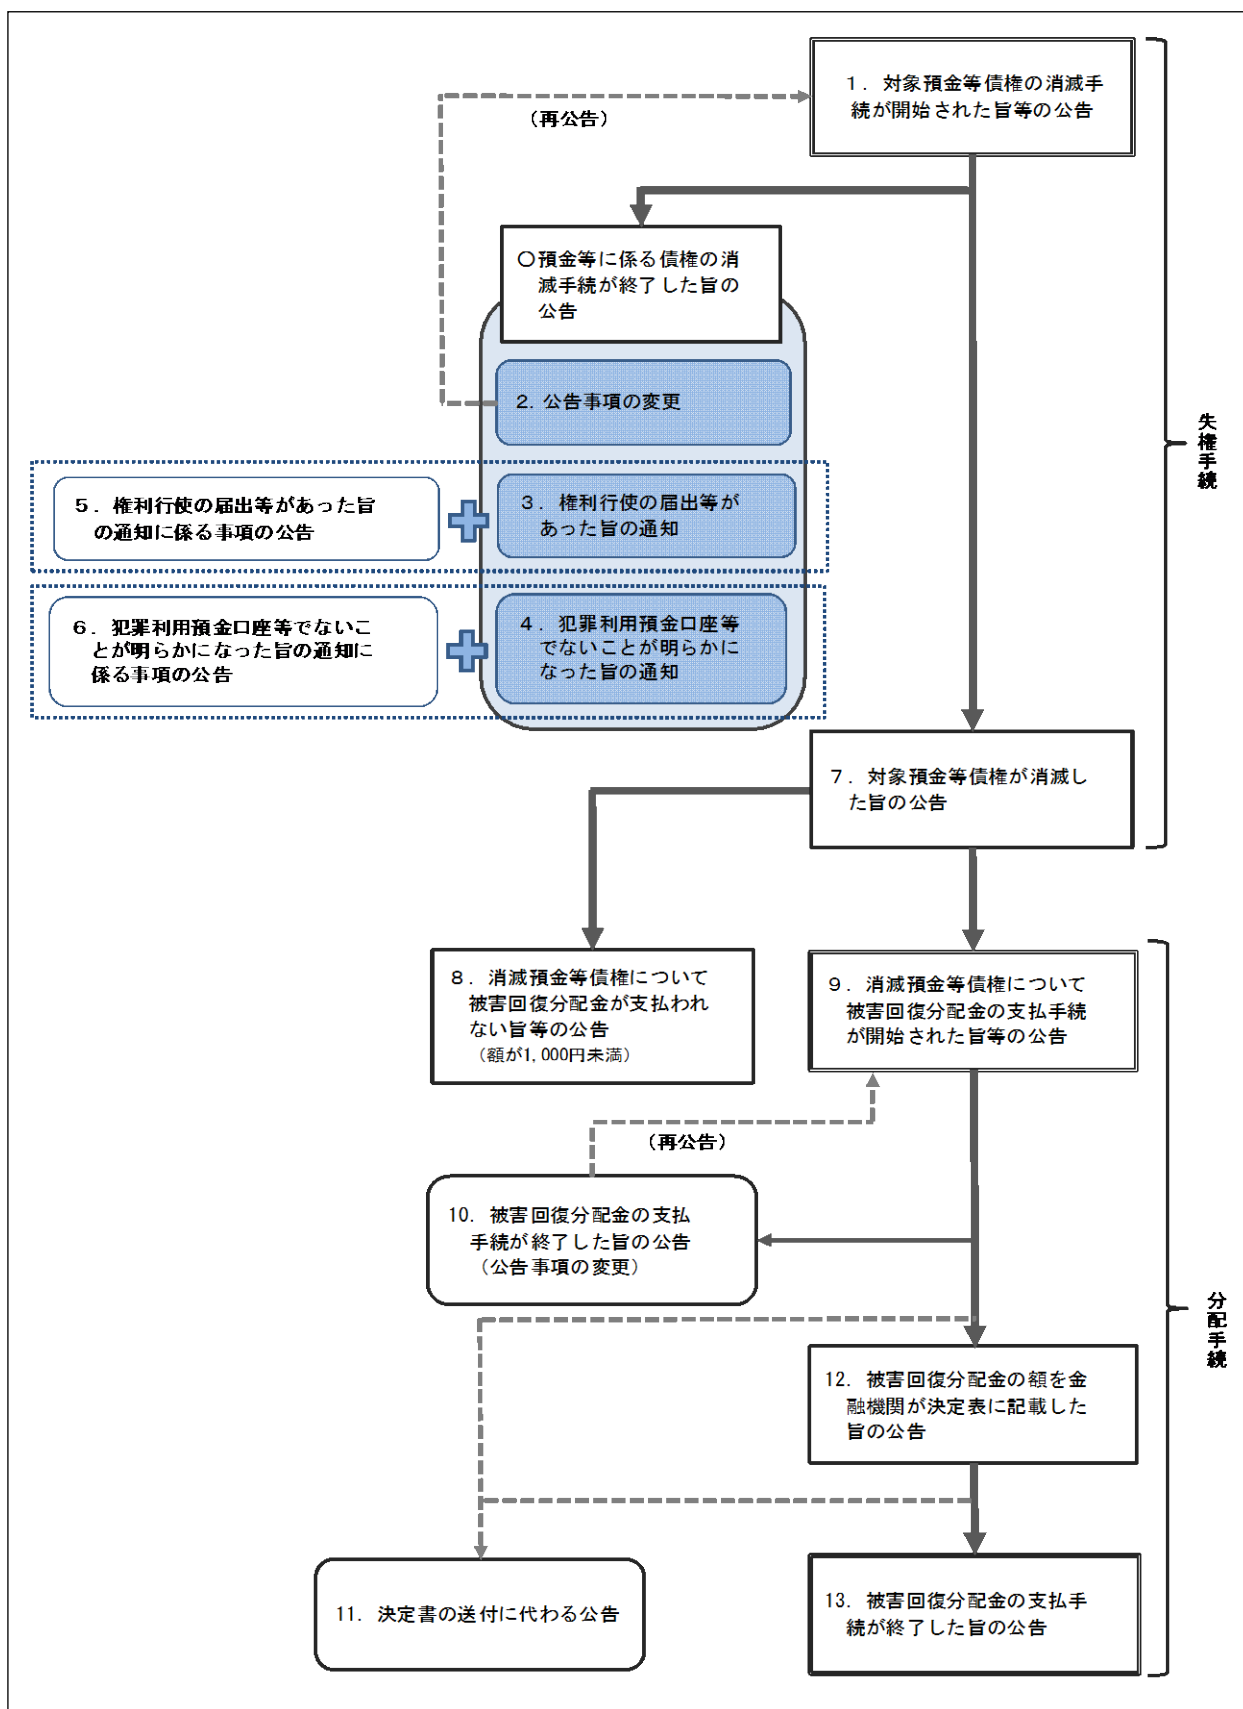 1．対象預金等債権の消滅手
続が開始された旨等の公告
（再公告）
〇預金等に係る債権の消
滅手続が終了した旨の
公告
2．公告事項の変更
失権手続
5．権利行使の届出等があった旨
の通知に係る事項の公告
3．権利行使の届出等が
あった旨の通知
6．犯罪利用預金口座等でないこ
とが明らかになった旨の通知に
係る事項の公告
4．犯罪利用預金口座等
でないことが明らかに
なった旨の通知
7．対象預金等債権が消滅し
た旨の公告
8．消滅預金等債権について
被害回復分配金が支払われ
ない旨等の公告
（額が1,000円未満）
9．消滅預金等債権について
被害回復分配金の支払手続
が開始された旨等の公告
（再公告）
10．被害回復分配金の支払
手続が終了した旨の公告
（公告事項の変更）
分配手続
12．被害回復分配金の額を金
融機関が決定表に記載した
旨の公告
11．決定書の送付に代わる公告
13．被害回復分配金の支払手
続が終了した旨の公告